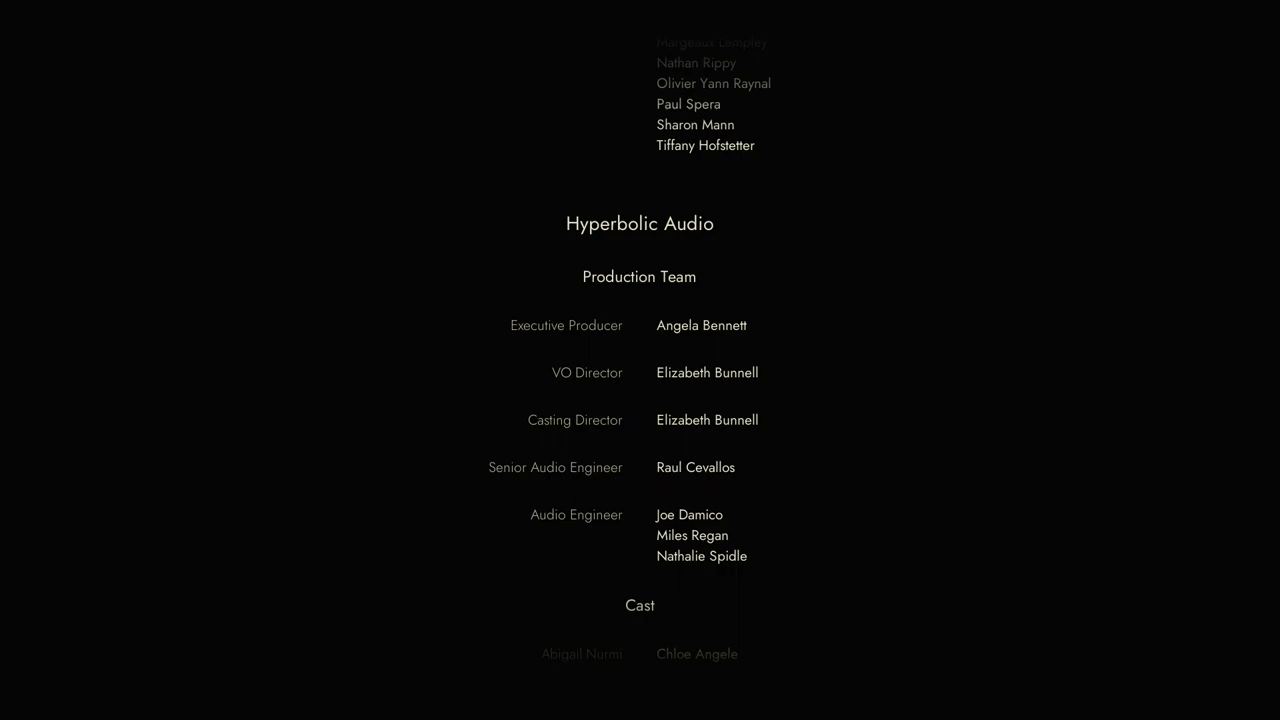 Margeaux Lampley
Nathan Rippy
Olivier Yann Raynal
Paul Spera
Sharon Mann
Tiffany Hofstetter
Hyperbolic Audio
Production Team
Executive Producer Angela Bennett
VO Director Elizabeth Bunnell
Casting Director Elizabeth Bunnell
Senior Audio Engineer Raul Cevallos
Audio Engineer Joe Damico
Miles Regan
Nathalie Spidle
Cast
Abigail Nurmi Chloe Angele